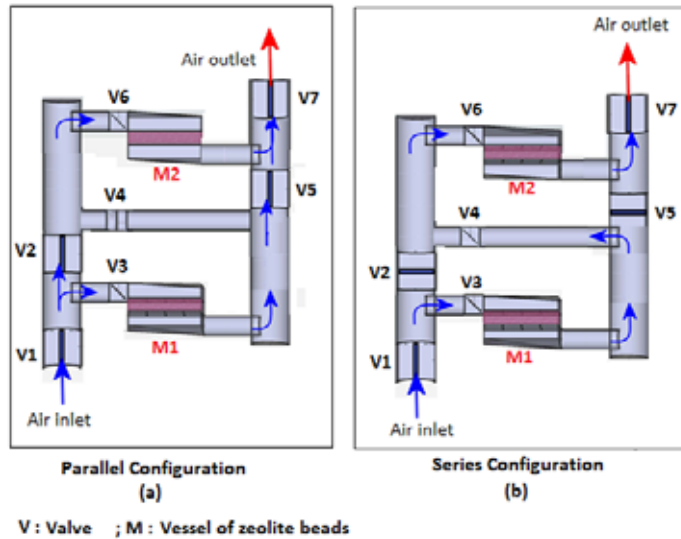 Air outlet
V7
V6
M2
V5
V4
V2
V3
V1
M1
Air inlet
Parallel Configuration
(a)
Air outlet
V7
V6
M2
V4
V5
V2
V3
V1
M1
Air inlet
Series Configuration
(b)
V : Valve ; M : Vessel of zeolite beads